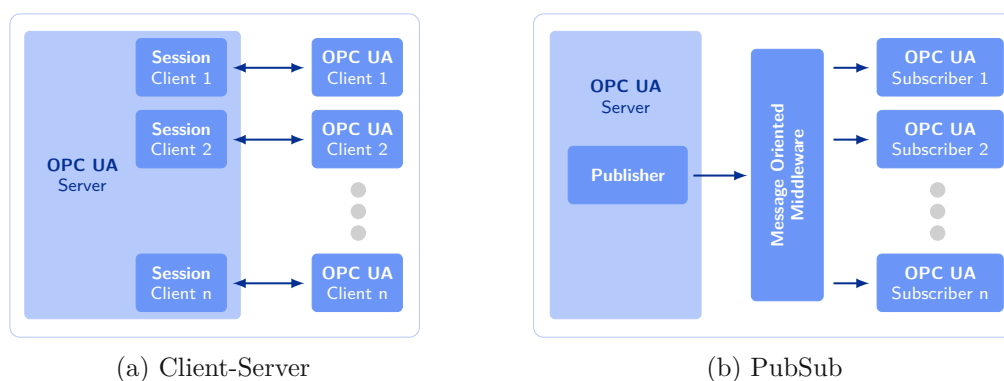 Session
Client 1
OPC UA
Client 1
Session
Client 2
OPC UA
Client 2
OPC UA
Server
Session
Client n
OPC UA
Client n
(a) Client-Server
OPC UA
Server
Publisher
Message Oriented
Middleware
OPC UA
Subscriber 1
OPC UA
Subscriber 2
OPC UA
Subscriber n
(b) PubSub